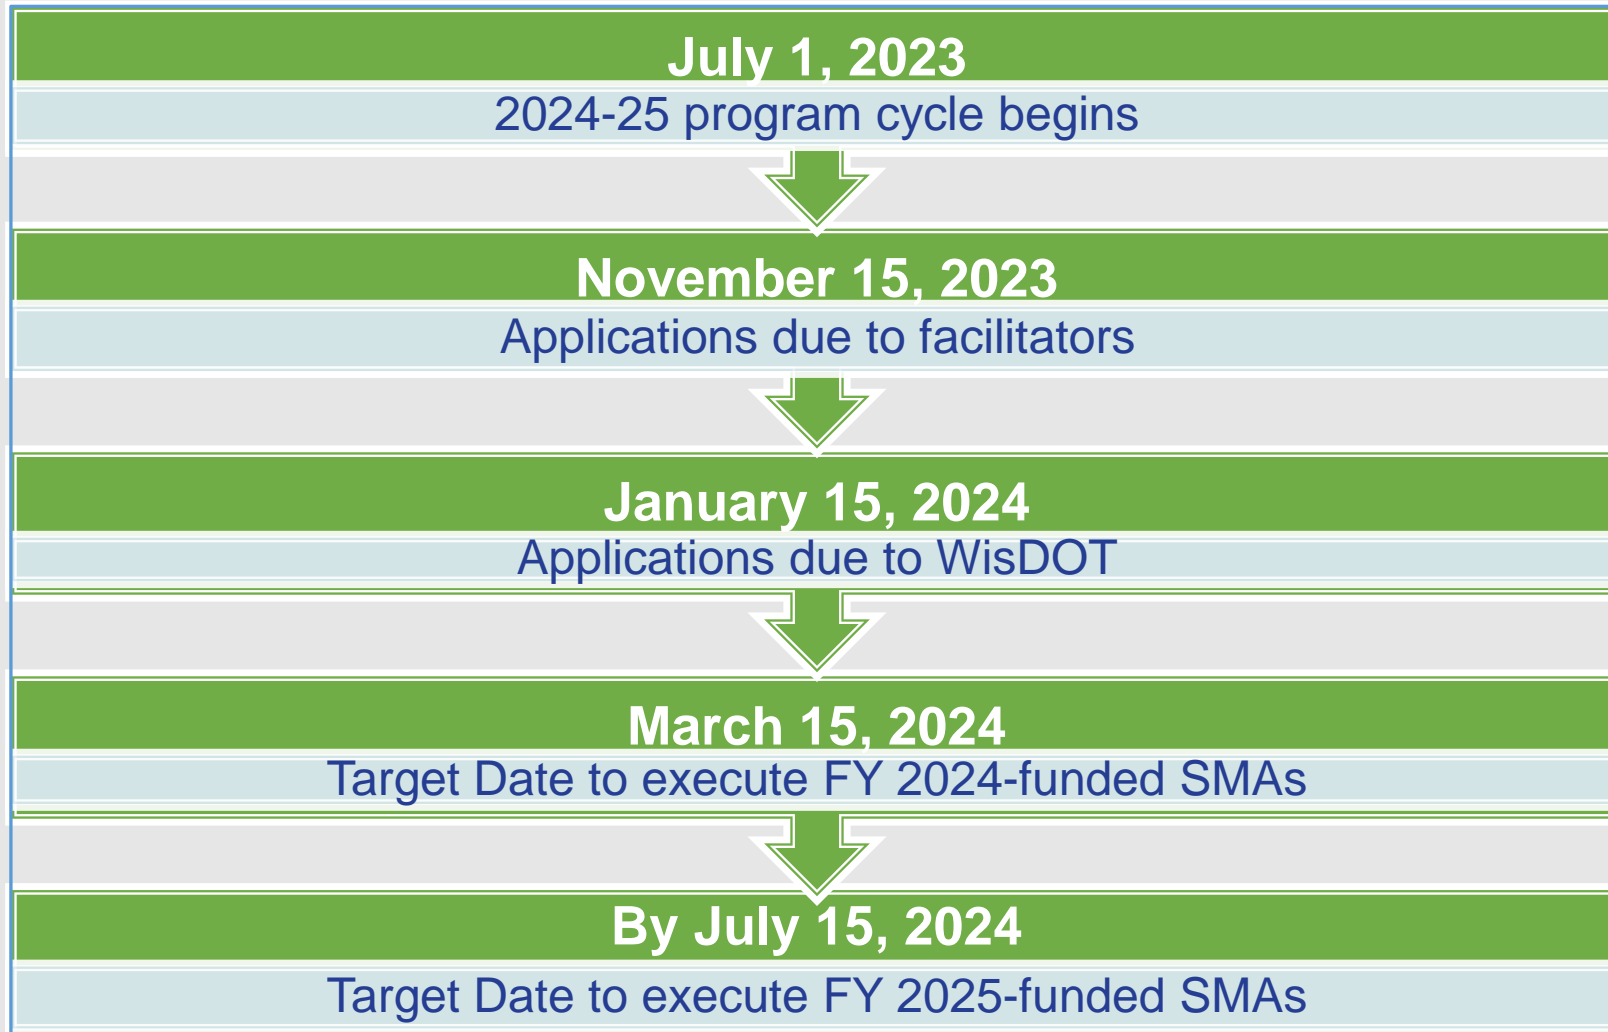 July 1, 2023
2024-25 program cycle begins
November 15, 2023
Applications due to facilitators
January 15, 2024
Applications due to WisDOT
March 15, 2024
Target Date to execute FY 2024-funded SMAs
By July 15, 2024
Target Date to execute FY 2025-funded SMAs